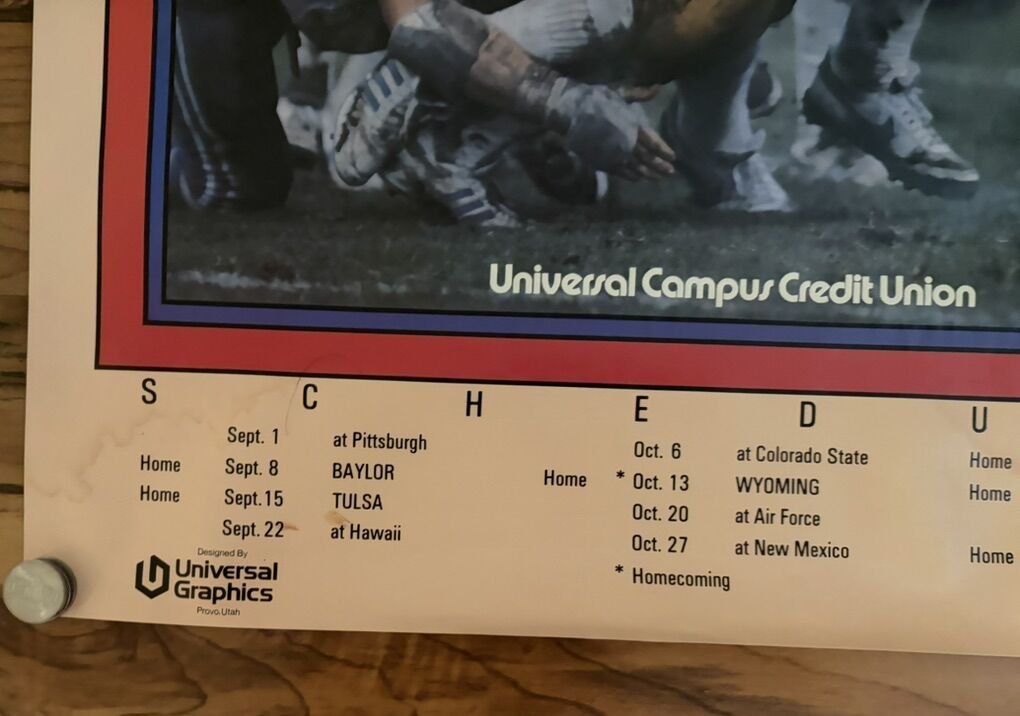 Universal Campus Credit Union
S C H E D U
Sept. 1 at Pittsburgh
Home Sept. 8 BAYLOR
Home Sept. 15 TULSA
Sept. 22 at Hawaii
Oct. 6 at Colorado State
Home * Oct. 13 WYOMING
Oct. 20 at Air Force
Oct. 27 at New Mexico
* Homecoming
Home
Home
Home
Designed By
Universal
Graphics
Provo, Utah